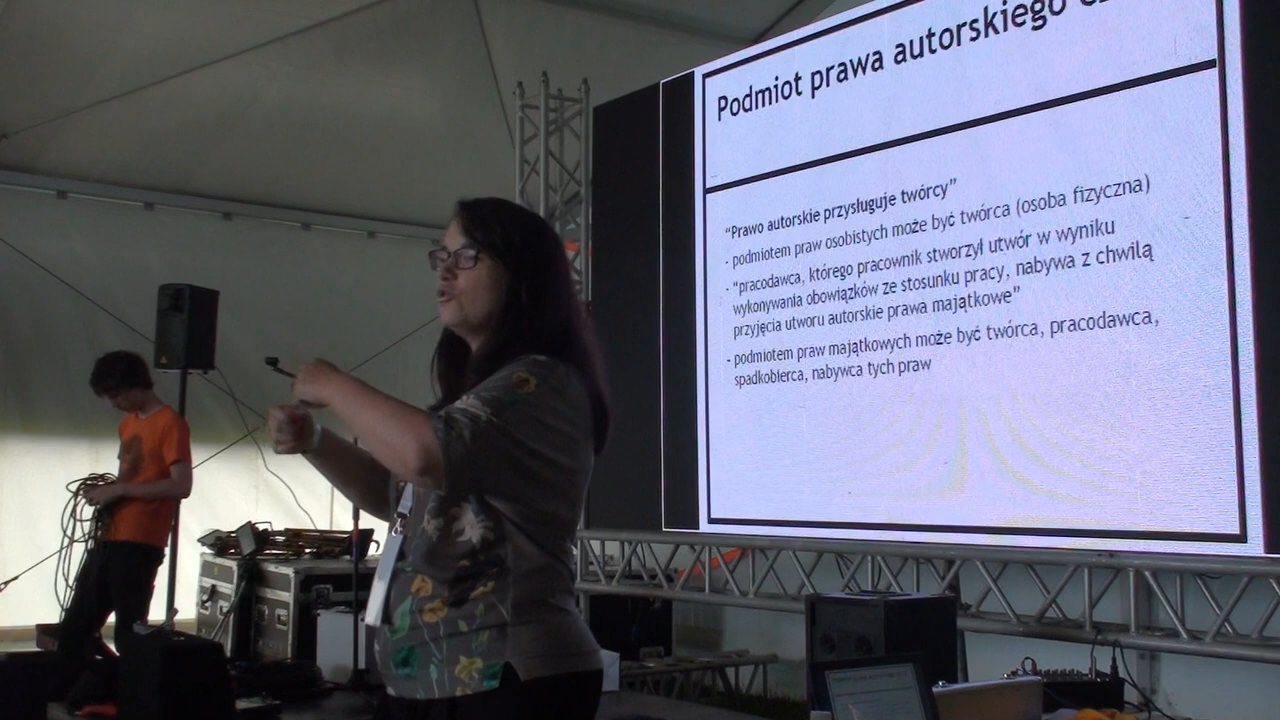 Podmiot prawa autorskiego
“Prawo autorskie przysługuje twórcy”
- podmiotem praw osobistych może być twórca (osoba fizyczna)
- “pracodawca, którego pracownik stworzył utwór w wyniku
wykonywania obowiązków ze stosunku pracy, nabywa z chwilą
przyjęcia utworu autorskie prawa majątkowe”
- podmiotem praw majątkowych może być twórca, pracodawca,
spadkobierca, nabywca tych praw